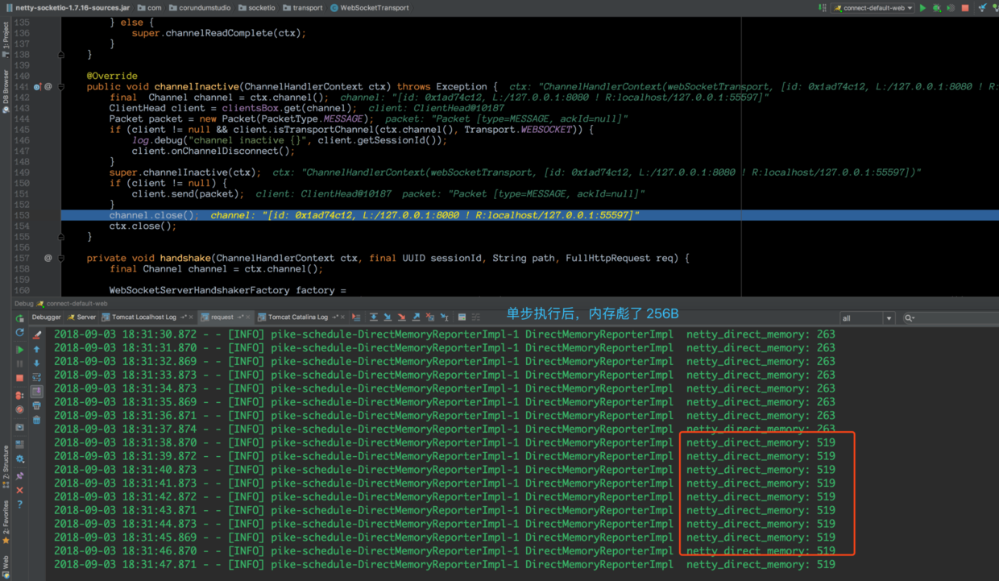 netty-socketio-1.7.16-sources.jar com corundumstudio socketio transport WebSocketTransport connect-default-web
135 } else {
136 super.channelReadComplete(ctx);
137 }
138 }
139
140 @Override
141 @ public void channelInactive(ChannelHandlerContext ctx) throws Exception { ctx: "ChannelHandlerContext(webSocketTransport, [id: 0x1ad74c12, L:/127.0.0.1:8080 ! R:
142 final Channel channel = ctx.channel(); channel: "[id: 0x1ad74c12, L:/127.0.0.1:8080 ! R:localhost/127.0.0.1:55597]"
143 ClientHead client = clientsBox.get(channel); client: ClientHead@10187
144 Packet packet = new Packet(PacketType.MESSAGE); packet: "Packet [type=MESSAGE, ackId=null]"
145 if (client != null && client.isTransportChannel(ctx.channel(), Transport.WEBSOCKET)) {
146 log.debug("channel inactive {}", client.getSessionId());
147 client.onChannelDisconnect();
148 }
149 super.channelInactive(ctx); ctx: "ChannelHandlerContext(webSocketTransport, [id: 0x1ad74c12, L:/127.0.0.1:8080 ! R:localhost/127.0.0.1:55597])"
150 if (client != null) {
151 client.send(packet); client: ClientHead@10187 packet: "Packet [type=MESSAGE, ackId=null]"
152 }
153 channel.close(); channel: "[id: 0x1ad74c12, L:/127.0.0.1:8080 ! R:localhost/127.0.0.1:55597]"
154 ctx.close();
155 }
156
157 @ private void handshake(ChannelHandlerContext ctx, final UUID sessionId, String path, FullHttpRequest req) {
158 final Channel channel = ctx.channel();
159
160 WebSocketServerHandshakerFactory factory =
1: Project
DB Browser
Z: Structure
2: Favorites
Web
Debug connect-default-web
Debugger Server Tomcat Localhost Log request Tomcat Catalina Log 单步执行后，内存彪了 256B all
2018-09-03 18:31:30.872 - - [INFO] pike-schedule-DirectMemoryReporterImpl-1 DirectMemoryReporterImpl netty_direct_memory: 263
2018-09-03 18:31:31.870 - - [INFO] pike-schedule-DirectMemoryReporterImpl-1 DirectMemoryReporterImpl netty_direct_memory: 263
2018-09-03 18:31:32.869 - - [INFO] pike-schedule-DirectMemoryReporterImpl-1 DirectMemoryReporterImpl netty_direct_memory: 263
2018-09-03 18:31:33.873 - - [INFO] pike-schedule-DirectMemoryReporterImpl-1 DirectMemoryReporterImpl netty_direct_memory: 263
2018-09-03 18:31:34.873 - - [INFO] pike-schedule-DirectMemoryReporterImpl-1 DirectMemoryReporterImpl netty_direct_memory: 263
2018-09-03 18:31:35.869 - - [INFO] pike-schedule-DirectMemoryReporterImpl-1 DirectMemoryReporterImpl netty_direct_memory: 263
2018-09-03 18:31:36.871 - - [INFO] pike-schedule-DirectMemoryReporterImpl-1 DirectMemoryReporterImpl netty_direct_memory: 263
2018-09-03 18:31:37.874 - - [INFO] pike-schedule-DirectMemoryReporterImpl-1 DirectMemoryReporterImpl netty_direct_memory: 263
2018-09-03 18:31:38.870 - - [INFO] pike-schedule-DirectMemoryReporterImpl-1 DirectMemoryReporterImpl netty_direct_memory: 519
2018-09-03 18:31:39.872 - - [INFO] pike-schedule-DirectMemoryReporterImpl-1 DirectMemoryReporterImpl netty_direct_memory: 519
2018-09-03 18:31:40.873 - - [INFO] pike-schedule-DirectMemoryReporterImpl-1 DirectMemoryReporterImpl netty_direct_memory: 519
2018-09-03 18:31:41.873 - - [INFO] pike-schedule-DirectMemoryReporterImpl-1 DirectMemoryReporterImpl netty_direct_memory: 519
2018-09-03 18:31:42.872 - - [INFO] pike-schedule-DirectMemoryReporterImpl-1 DirectMemoryReporterImpl netty_direct_memory: 519
2018-09-03 18:31:43.871 - - [INFO] pike-schedule-DirectMemoryReporterImpl-1 DirectMemoryReporterImpl netty_direct_memory: 519
2018-09-03 18:31:44.873 - - [INFO] pike-schedule-DirectMemoryReporterImpl-1 DirectMemoryReporterImpl netty_direct_memory: 519
2018-09-03 18:31:45.869 - - [INFO] pike-schedule-DirectMemoryReporterImpl-1 DirectMemoryReporterImpl netty_direct_memory: 519
2018-09-03 18:31:46.870 - - [INFO] pike-schedule-DirectMemoryReporterImpl-1 DirectMemoryReporterImpl netty_direct_memory: 519
2018-09-03 18:31:47.871 - - [INFO] pike-schedule-DirectMemoryReporterImpl-1 DirectMemoryReporterImpl netty_direct_memory: 519